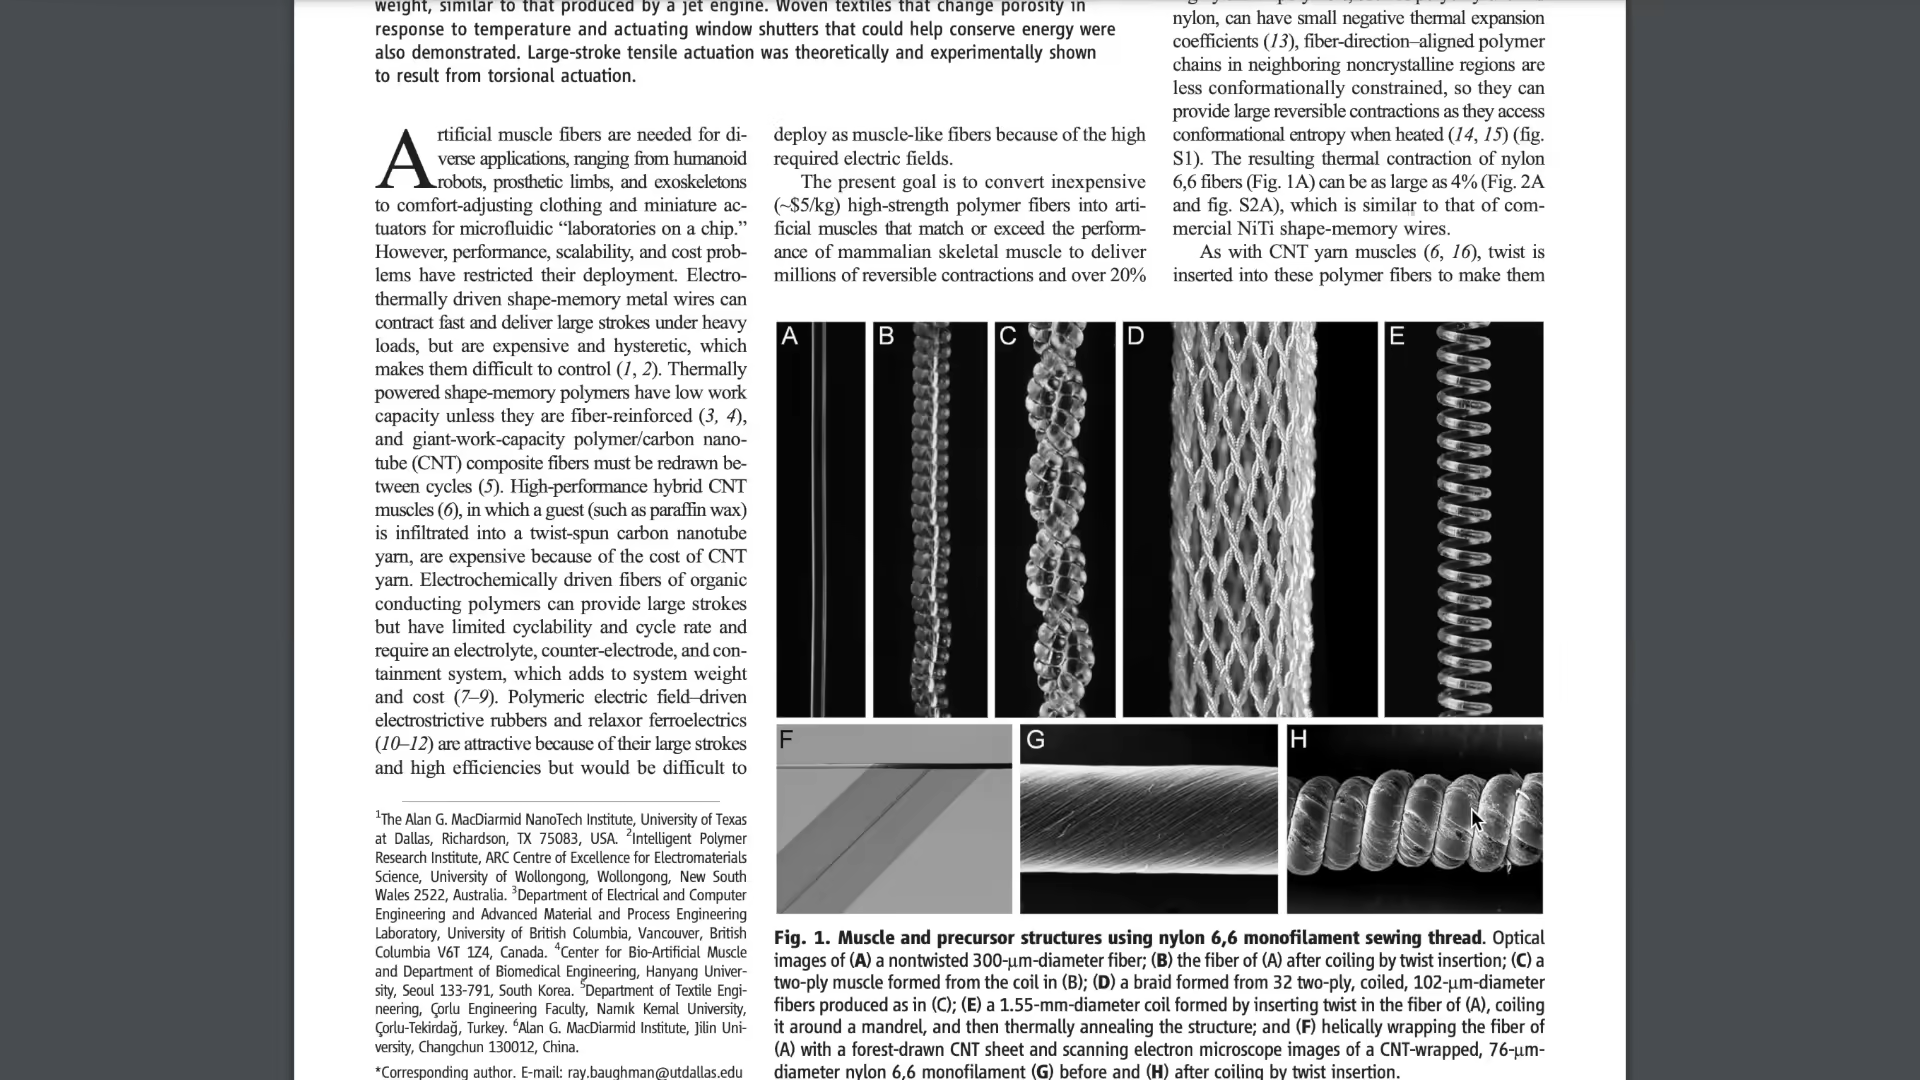 weight, similar to that produced by a jet engine. Woven textiles that change porosity in
response to temperature and actuating window shutters that could help conserve energy were
also demonstrated. Large-stroke tensile actuation was theoretically and experimentally shown
to result from torsional actuation.
Artificial muscle fibers are needed for di-
verse applications, ranging from humanoid
robots, prosthetic limbs, and exoskeletons
to comfort-adjusting clothing and miniature ac-
tuators for microfluidic “laboratories on a chip.”
However, performance, scalability, and cost prob-
lems have restricted their deployment. Electro-
thermally driven shape-memory metal wires can
contract fast and deliver large strokes under heavy
loads, but are expensive and hysteretic, which
makes them difficult to control (1, 2). Thermally
powered shape-memory polymers have low work
capacity unless they are fiber-reinforced (3, 4),
and giant-work-capacity polymer/carbon nano-
tube (CNT) composite fibers must be redrawn be-
tween cycles (5). High-performance hybrid CNT
muscles (6), in which a guest (such as paraffin wax)
is infiltrated into a twist-spun carbon nanotube
yarn, are expensive because of the cost of CNT
yarn. Electrochemically driven fibers of organic
conducting polymers can provide large strokes
but have limited cyclability and cycle rate and
require an electrolyte, counter-electrode, and con-
tainment system, which adds to system weight
and cost (7–9). Polymeric electric field–driven
electrostrictive rubbers and relaxor ferroelectrics
(10–12) are attractive because of their large strokes
and high efficiencies but would be difficult to
1The Alan G. MacDiarmid NanoTech Institute, University of Texas
at Dallas, Richardson, TX 75083, USA. 2Intelligent Polymer
Research Institute, ARC Centre of Excellence for Electromaterials
Science, University of Wollongong, Wollongong, New South
Wales 2522, Australia. 3Department of Electrical and Computer
Engineering and Advanced Material and Process Engineering
Laboratory, University of British Columbia, Vancouver, British
Columbia V6T 1Z4, Canada. 4Center for Bio-Artificial Muscle
and Department of Biomedical Engineering, Hanyang Univer-
sity, Seoul 133-791, South Korea. 5Department of Textile Engi-
neering, Çorlu Engineering Faculty, Namık Kemal University,
Çorlu-Tekirdağ, Turkey. 6Alan G. MacDiarmid Institute, Jilin Uni-
versity, Changchun 130012, China.
*Corresponding author. E-mail: ray.baughman@utdallas.edu
deploy as muscle-like fibers because of the high
required electric fields.
The present goal is to convert inexpensive
(~$5/kg) high-strength polymer fibers into arti-
ficial muscles that match or exceed the perform-
ance of mammalian skeletal muscle to deliver
millions of reversible contractions and over 20%
nylon, can have small negative thermal expansion
coefficients (13), fiber-direction–aligned polymer
chains in neighboring noncrystalline regions are
less conformationally constrained, so they can
provide large reversible contractions as they access
conformational entropy when heated (14, 15) (fig.
S1). The resulting thermal contraction of nylon
6,6 fibers (Fig. 1A) can be as large as 4% (Fig. 2A
and fig. S2A), which is similar to that of com-
mercial NiTi shape-memory wires.
As with CNT yarn muscles (6, 16), twist is
inserted into these polymer fibers to make them
A
B
C
D
E
F
G
H
Fig. 1. Muscle and precursor structures using nylon 6,6 monofilament sewing thread. Optical
images of (A) a nontwisted 300-μm-diameter fiber; (B) the fiber of (A) after coiling by twist insertion; (C) a
two-ply muscle formed from the coil in (B); (D) a braid formed from 32 two-ply, coiled, 102-μm-diameter
fibers produced as in (C); (E) a 1.55-mm-diameter coil formed by inserting twist in the fiber of (A), coiling
it around a mandrel, and then thermally annealing the structure; and (F) helically wrapping the fiber of
(A) with a forest-drawn CNT sheet and scanning electron microscope images of a CNT-wrapped, 76-μm-
diameter nylon 6,6 monofilament (G) before and (H) after coiling by twist insertion.